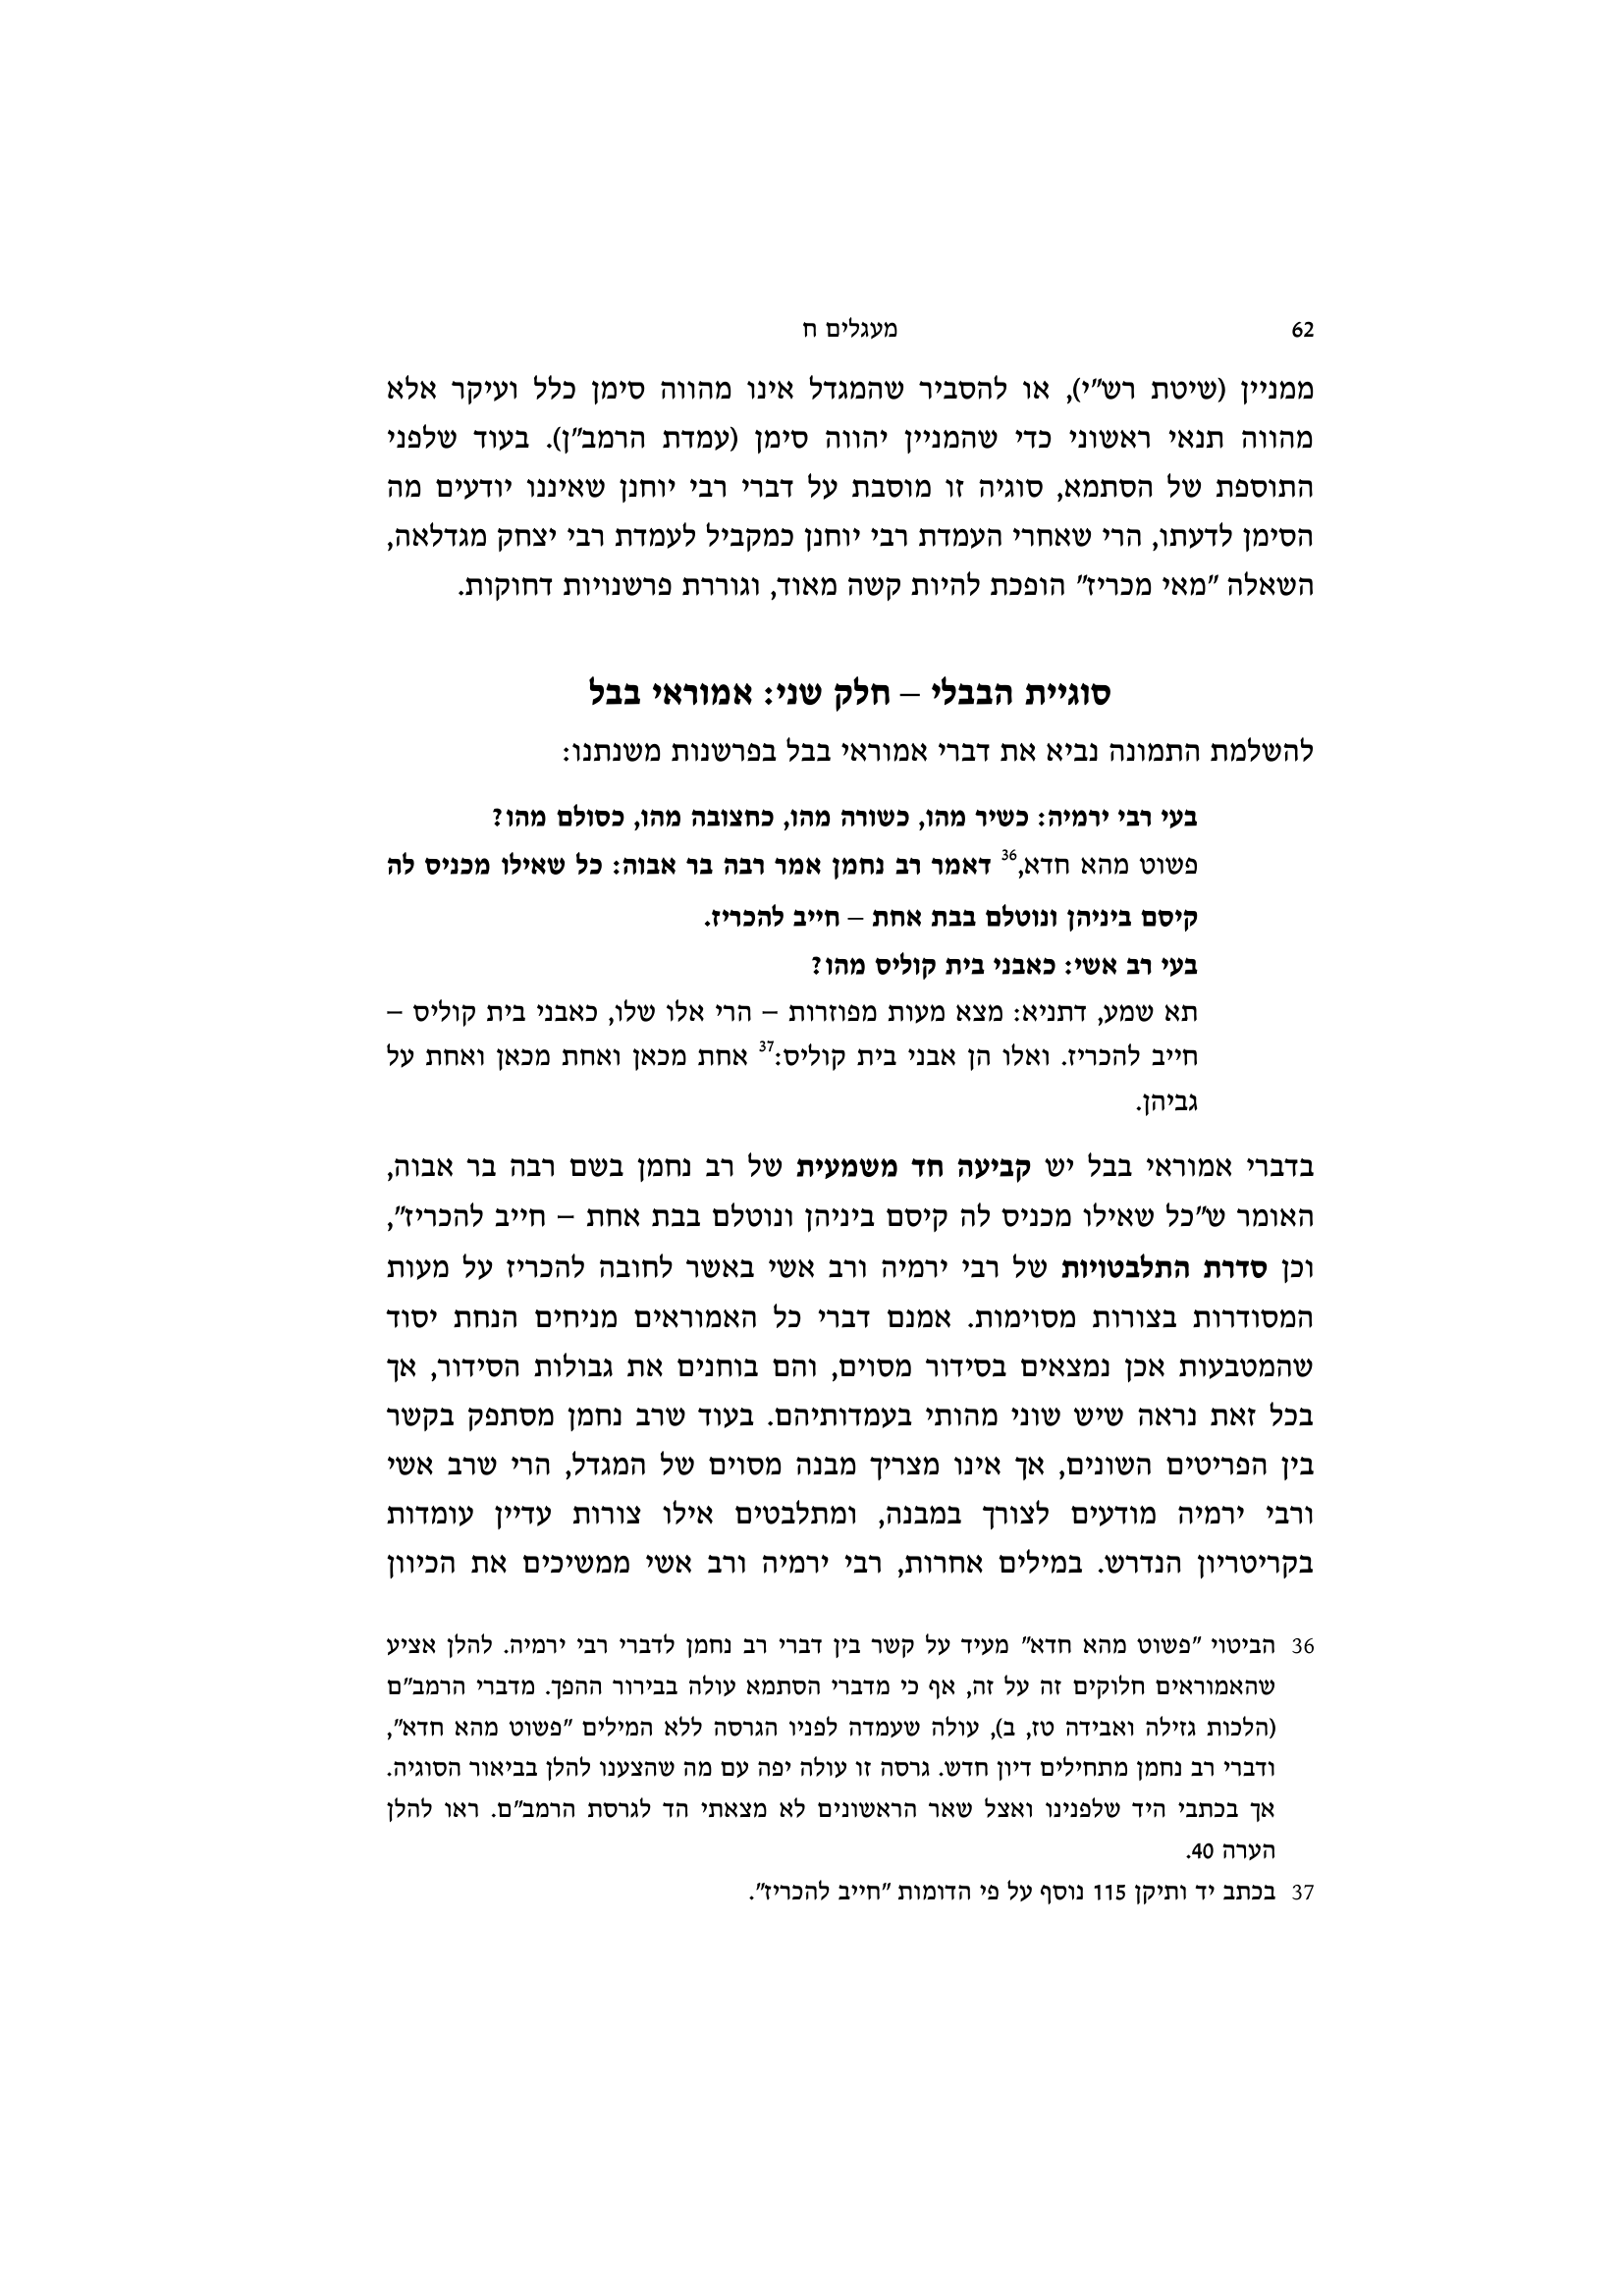 62
מעגלים ח
ממניין (שיטת רש"י), או להסביר שהמגדל אינו מהווה סימן כלל ועיקר אלא
מהווה תנאי ראשוני כדי שהמניין יהווה סימן (עמדת הרמב"ן). בעוד שלפני
התוספת של הסתמא, סוגיה זו מוסבת על דברי רבי יוחנן שאיננו יודעים מה
הסימן לדעתו, הרי שאחרי העמדת רבי יוחנן כמקביל לעמדת רבי יצחק מגדלאה,
השאלה "מאי מכריז" הופכת להיות קשה מאוד, וגוררת פרשנויות דחוקות.
סוגיית הבבלי – חלק שני: אמוראי בבל
להשלמת התמונה נביא את דברי אמוראי בבל בפרשנות משנתנו:
בעי רבי ירמיה: כשיר מהו, כשורה מהו, כחצובה מהו, כסולם מהו?
פשוט מהא חדא,36 דאמר רב נחמן אמר רבה בר אבוה: כל שאילו מכניס לה
קיסם ביניהן ונוטלם בבת אחת – חייב להכריז.
בעי רב אשי: כאבני בית קוליס מהו?
תא שמע, דתניא: מצא מעות מפוזרות – הרי אלו שלו, כאבני בית קוליס –
חייב להכריז. ואלו הן אבני בית קוליס:37 אחת מכאן ואחת מכאן ואחת על
גביהן.
בדברי אמוראי בבל יש קביעה חד משמעית של רב נחמן בשם רבה בר אבוה,
האומר ש"כל שאילו מכניס לה קיסם ביניהן ונוטלם בבת אחת – חייב להכריז",
וכן סדרת התלבטויות של רבי ירמיה ורב אשי באשר לחובה להכריז על מעות
המסודרות בצורות מסוימות. אמנם דברי כל האמוראים מניחים הנחת יסוד
שהמטבעות אכן נמצאים בסידור מסוים, והם בוחנים את גבולות הסידור, אך
בכל זאת נראה שיש שוני מהותי בעמדותיהם. בעוד שרב נחמן מסתפק בקשר
בין הפריטים השונים, אך אינו מצריך מבנה מסוים של המגדל, הרי שרב אשי
ורבי ירמיה מודעים לצורך במבנה, ומתלבטים אילו צורות עדיין עומדות
בקריטריון הנדרש. במילים אחרות, רבי ירמיה ורב אשי ממשיכים את הכיוון
36 הביטוי "פשוט מהא חדא" מעיד על קשר בין דברי רב נחמן לדברי רבי ירמיה. להלן אציע
שהאמוראים חלוקים זה על זה, אף כי מדברי הסתמא עולה בבירור ההפך. מדברי הרמב"ם
(הלכות גזילה ואבידה טז, ב), עולה שעמדה לפניו הגרסה ללא המילים "פשוט מהא חדא",
ודברי רב נחמן מתחילים דיון חדש. גרסה זו עולה יפה עם מה שהצענו להלן בביאור הסוגיה.
אך בכתבי היד שלפנינו ואצל שאר הראשונים לא מצאתי הד לגרסת הרמב"ם. ראו להלן
הערה 40.
37 בכתב יד ותיקן 115 נוסף על פי הדומות "חייב להכריז".